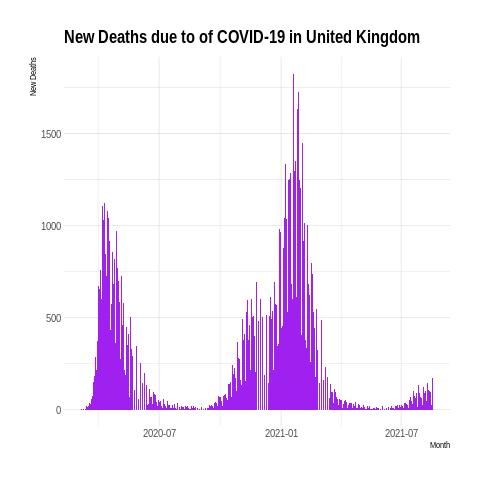 New Deaths due to of COVID-19 in United Kingdom
New Deaths
1500
1000
500
0
2020-07
2021-01
2021-07
Month